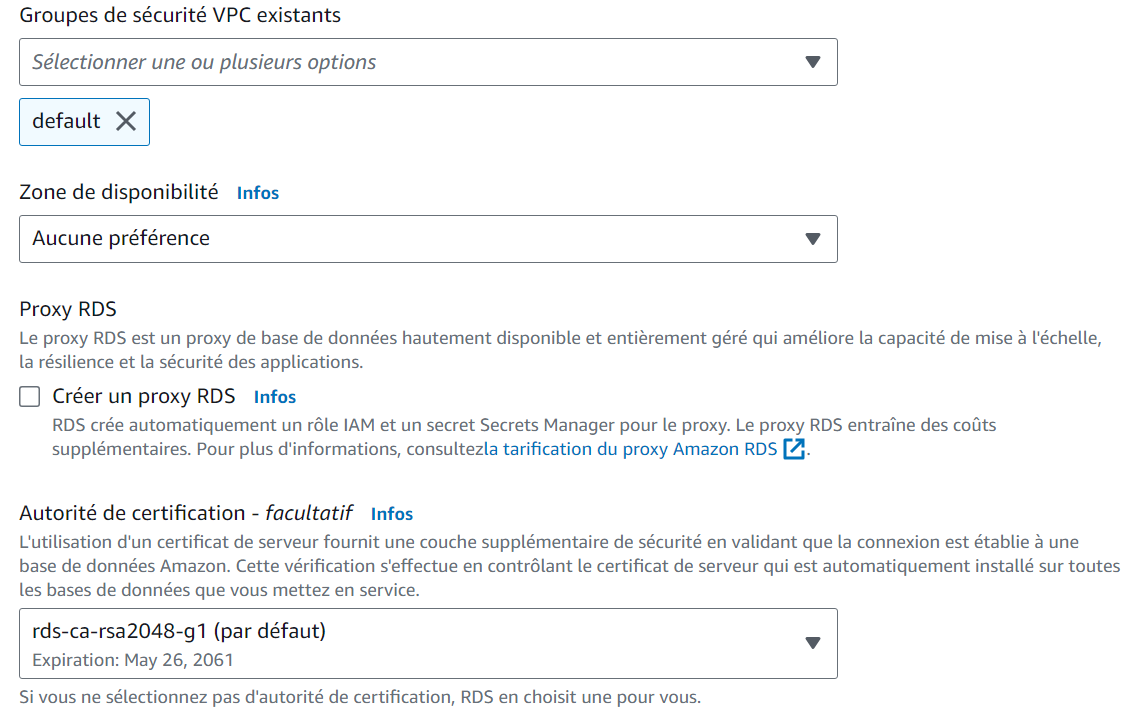 Groupes de sécurité VPC existants
Sélectionner une ou plusieurs options
default
Zone de disponibilité Infos
Aucune préférence
Proxy RDS
Le proxy RDS est un proxy de base de données hautement disponible et entièrement géré qui améliore la capacité de mise à l'échelle,
la résilience et la sécurité des applications.
Créer un proxy RDS Infos
RDS crée automatiquement un rôle IAM et un secret Secrets Manager pour le proxy. Le proxy RDS entraîne des coûts
supplémentaires. Pour plus d'informations, consultezla tarification du proxy Amazon RDS .
Autorité de certification - facultatif Infos
L'utilisation d'un certificat de serveur fournit une couche supplémentaire de sécurité en validant que la connexion est établie à une
base de données Amazon. Cette vérification s'effectue en contrôlant le certificat de serveur qui est automatiquement installé sur toutes
les bases de données que vous mettez en service.
rds-ca-rsa2048-g1 (par défaut)
Expiration: May 26, 2061
Si vous ne sélectionnez pas d'autorité de certification, RDS en choisit une pour vous.